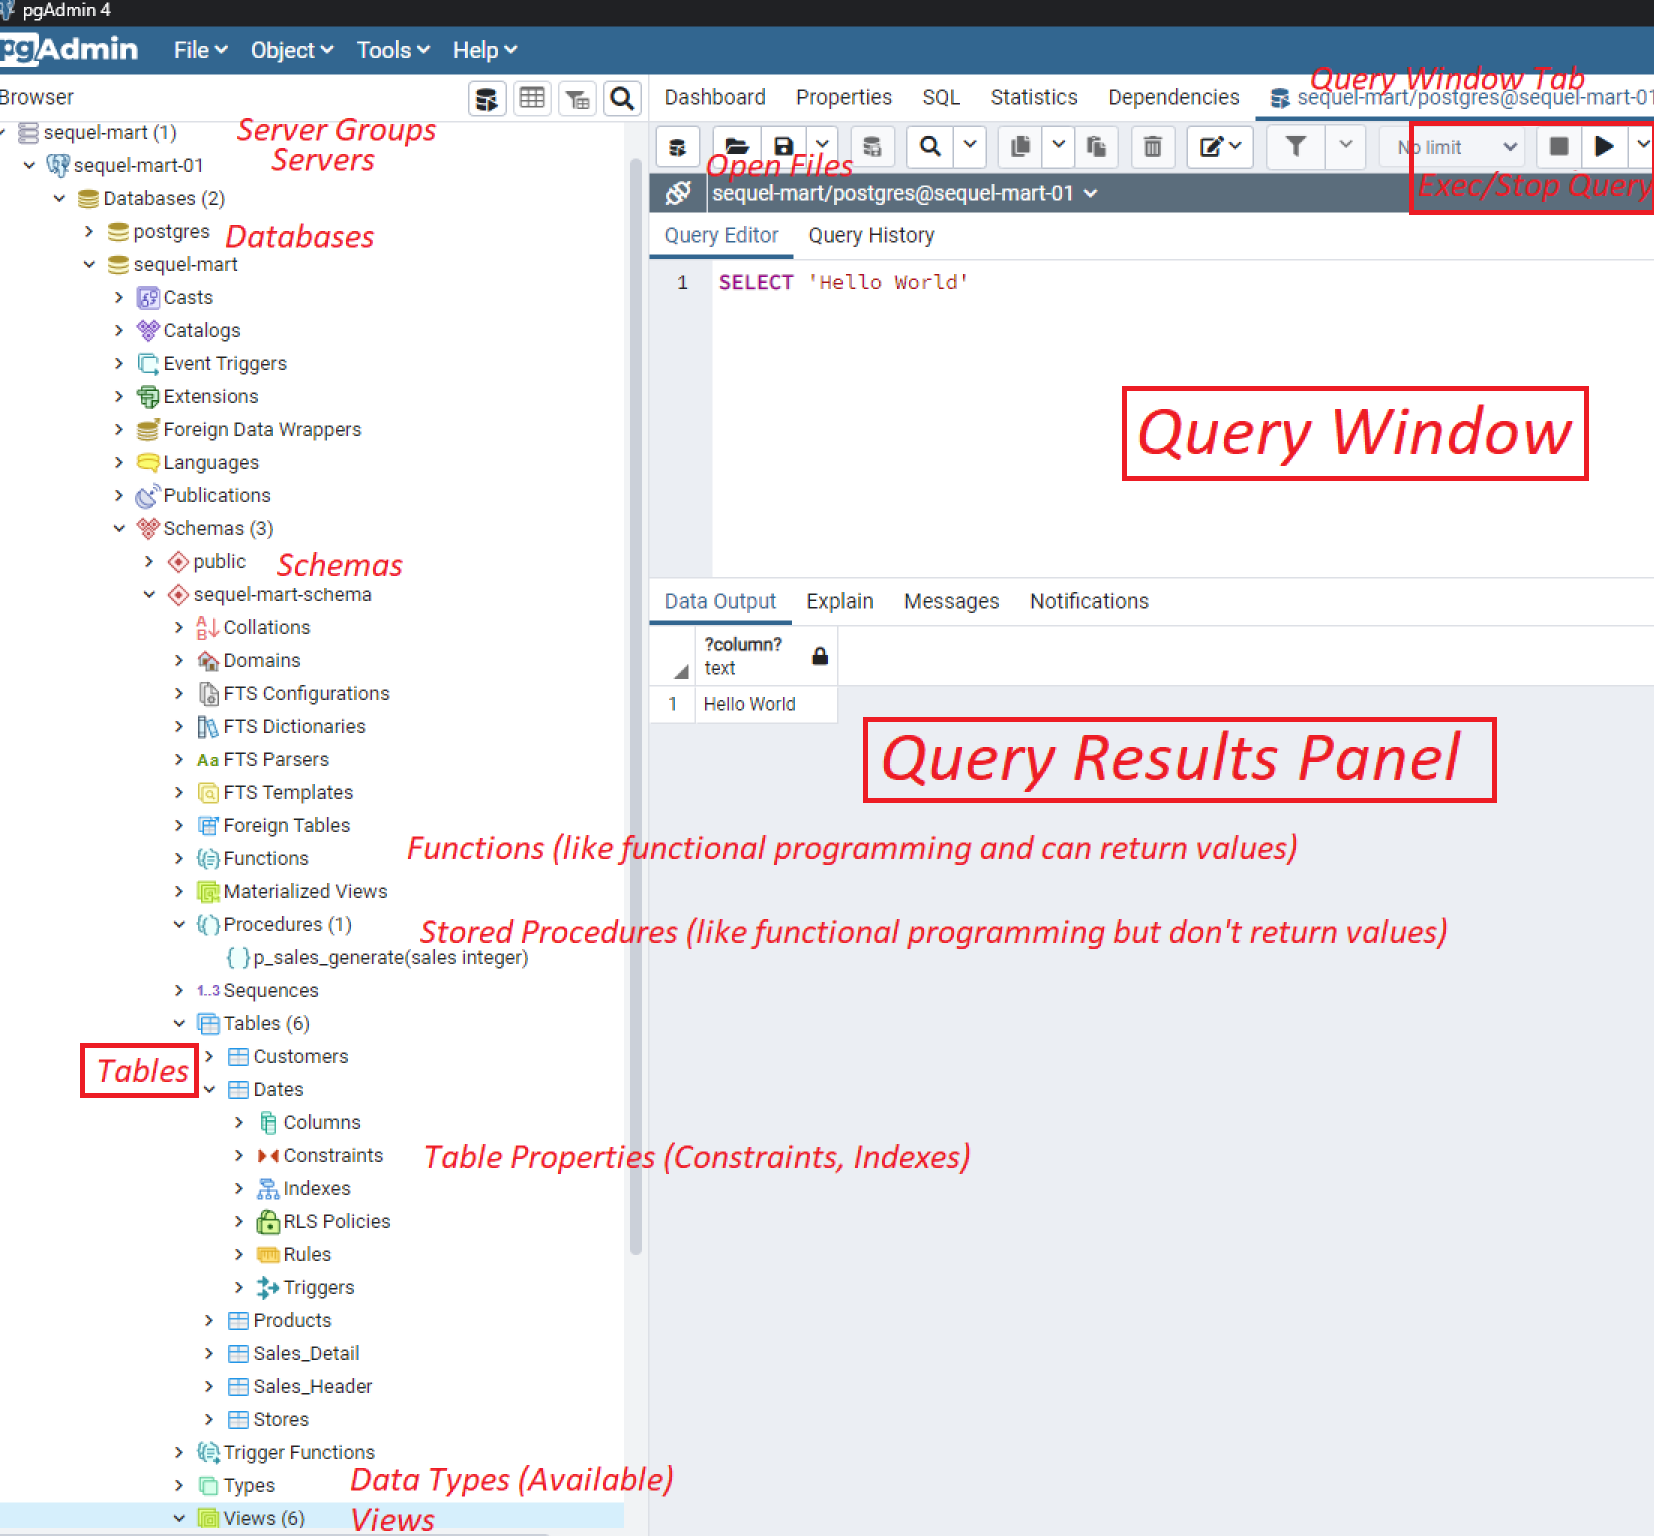 pgAdmin 4
pgAdmin File Object Tools Help
Browser
Dashboard Properties SQL Statistics Dependencies sequel-mart/postgres@sequel-mart-01
Query Window Tab
No limit
Open Files
Exec/Stop Query
sequel-mart/postgres@sequel-mart-01
Query Editor Query History
1 SELECT 'Hello World'
Query Window
Data Output Explain Messages Notifications
?column?
text
1 Hello World
Query Results Panel
sequel-mart (1)
Server Groups
sequel-mart-01
Servers
Databases (2)
postgres
Databases
sequel-mart
Casts
Catalogs
Event Triggers
Extensions
Foreign Data Wrappers
Languages
Publications
Schemas (3)
public
Schemas
sequel-mart-schema
A
B
Collations
Domains
FTS Configurations
FTS Dictionaries
Aa FTS Parsers
FTS Templates
Foreign Tables
Functions
Functions (like functional programming and can return values)
Materialized Views
Procedures (1)
Stored Procedures (like functional programming but don't return values)
p_sales_generate(sales integer)
1..3 Sequences
Tables (6)
Customers
Tables
Dates
Columns
Constraints
Table Properties (Constraints, Indexes)
Indexes
RLS Policies
Rules
Triggers
Products
Sales_Detail
Sales_Header
Stores
Trigger Functions
Types
Data Types (Available)
Views (6)
Views